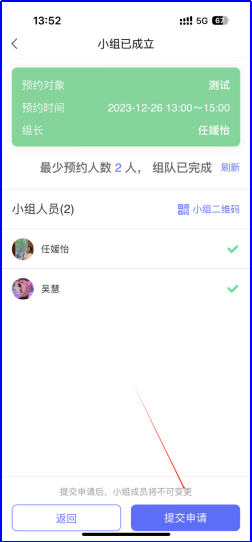 13:52 5G 67
小组已成立
预约对象 测试
预约时间 2023-12-26 13:00～15:00
组长 任媛怡
最少预约人数 2 人， 组队已完成 刷新
小组人员(2) 小组二维码
任媛怡
吴慧
提交申请后，小组成员将不可变更
返回 提交申请